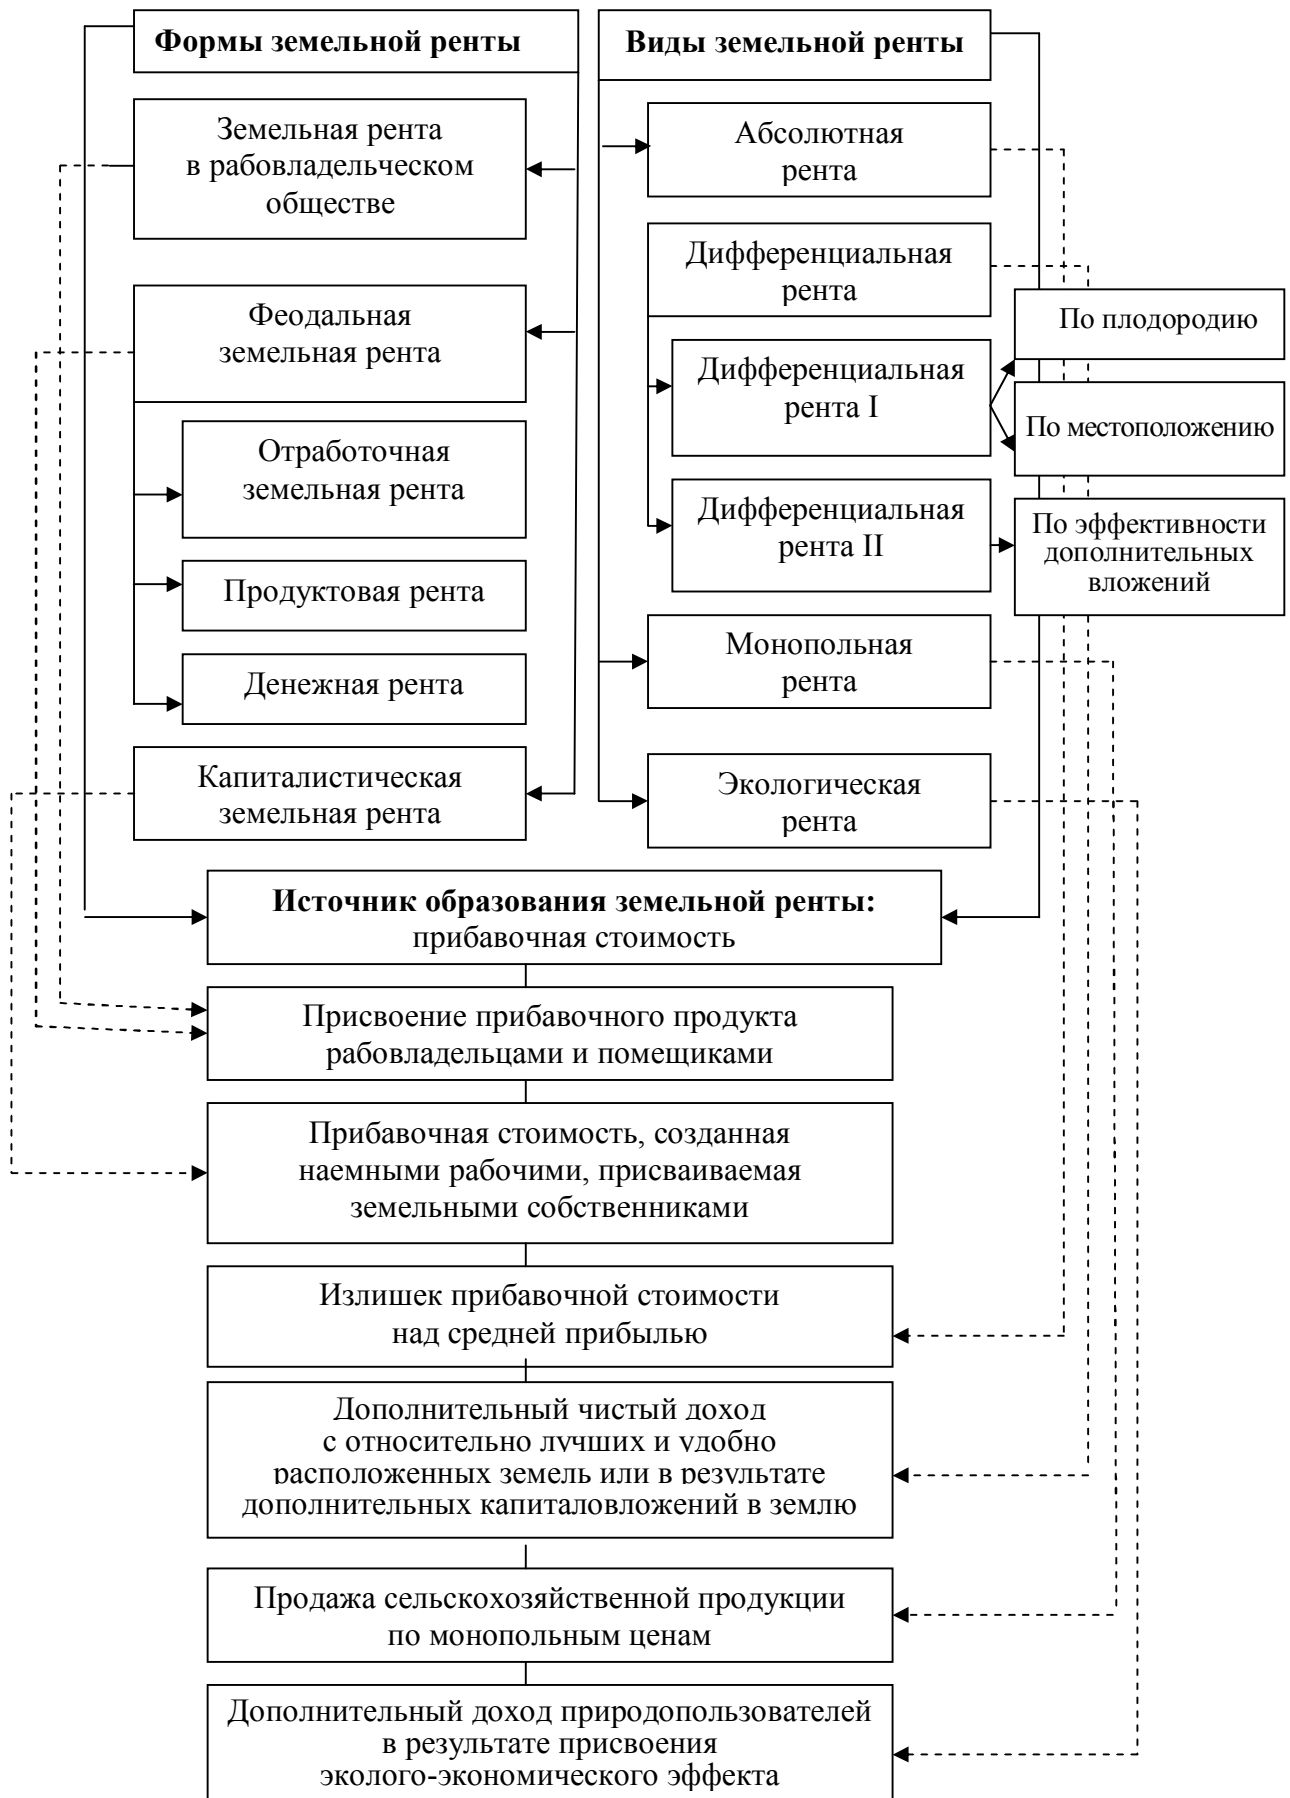 Формы земельной ренты
Земельная рента
в рабовладельческом
обществе
Феодальная
земельная рента
Отработочная
земельная рента
Продуктовая рента
Денежная рента
Капиталистическая
земельная рента
Виды земельной ренты
Абсолютная
рента
Дифференциальная
рента
Дифференциальная
рента I
По плодородию
По местоположению
Дифференциальная
рента II
По эффективности
дополнительных
вложений
Монопольная
рента
Экологическая
рента
Источник образования земельной ренты:
прибавочная стоимость
Присвоение прибавочного продукта
рабовладельцами и помещиками
Прибавочная стоимость, созданная
наемными рабочими, присваиваемая
земельными собственниками
Излишек прибавочной стоимости
над средней прибылью
Дополнительный чистый доход
с относительно лучших и удобно
расположенных земель или в результате
дополнительных капиталовложений в землю
Продажа сельскохозяйственной продукции
по монопольным ценам
Дополнительный доход природопользователей
в результате присвоения
эколого-экономического эффекта